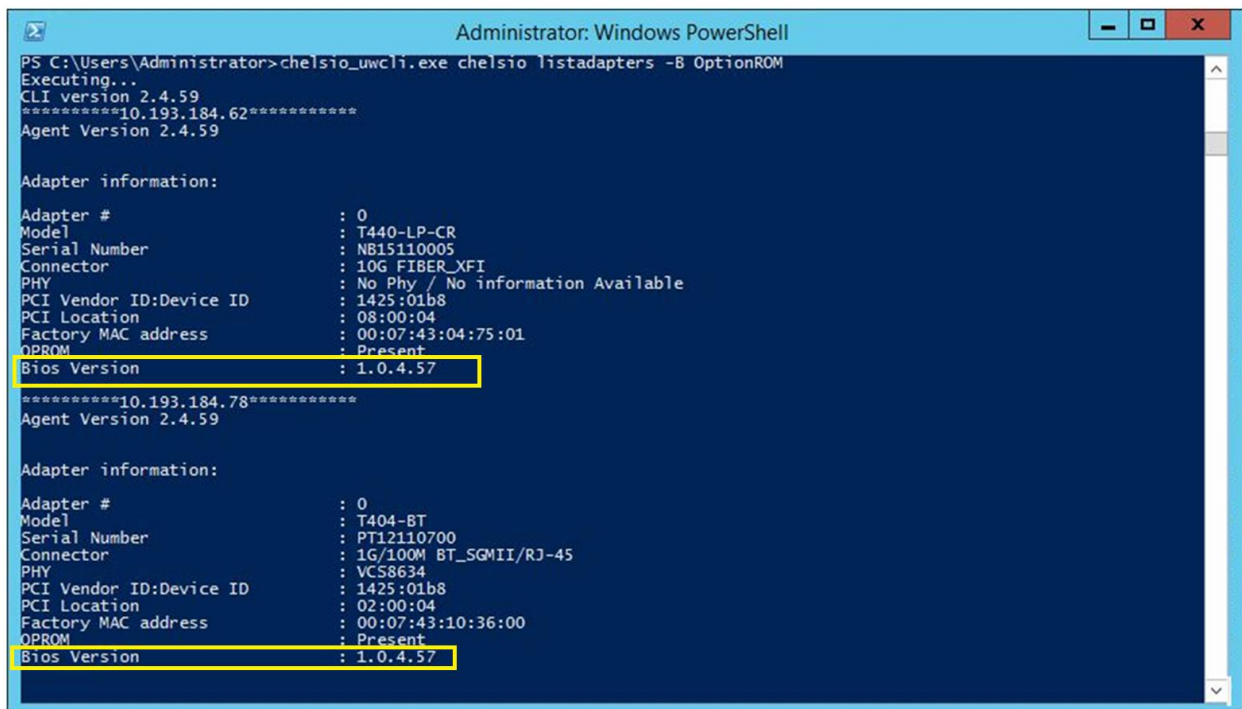 Administrator: Windows PowerShell
PS C:\Users\Administrator>chelsio_uwcli.exe chelsio listadapters -B OptionROM
Executing...
CLI version 2.4.59
**********10.193.184.62***********
Agent Version 2.4.59
Adapter information:
Adapter # : 0
Model : T440-LP-CR
Serial Number : NB15110005
Connector : 10G FIBER_XFI
PHY : No Phy / No information Available
PCI Vendor ID:Device ID : 1425:01b8
PCI Location : 08:00:04
Factory MAC address : 00:07:43:04:75:01
OPROM : Present
Bios Version : 1.0.4.57
**********10.193.184.78***********
Agent Version 2.4.59
Adapter information:
Adapter # : 0
Model : T404-BT
Serial Number : PT12110700
Connector : 1G/100M BT_SGMII/RJ-45
PHY : VCS8634
PCI Vendor ID:Device ID : 1425:01b8
PCI Location : 02:00:04
Factory MAC address : 00:07:43:10:36:00
OPROM : Present
Bios Version : 1.0.4.57